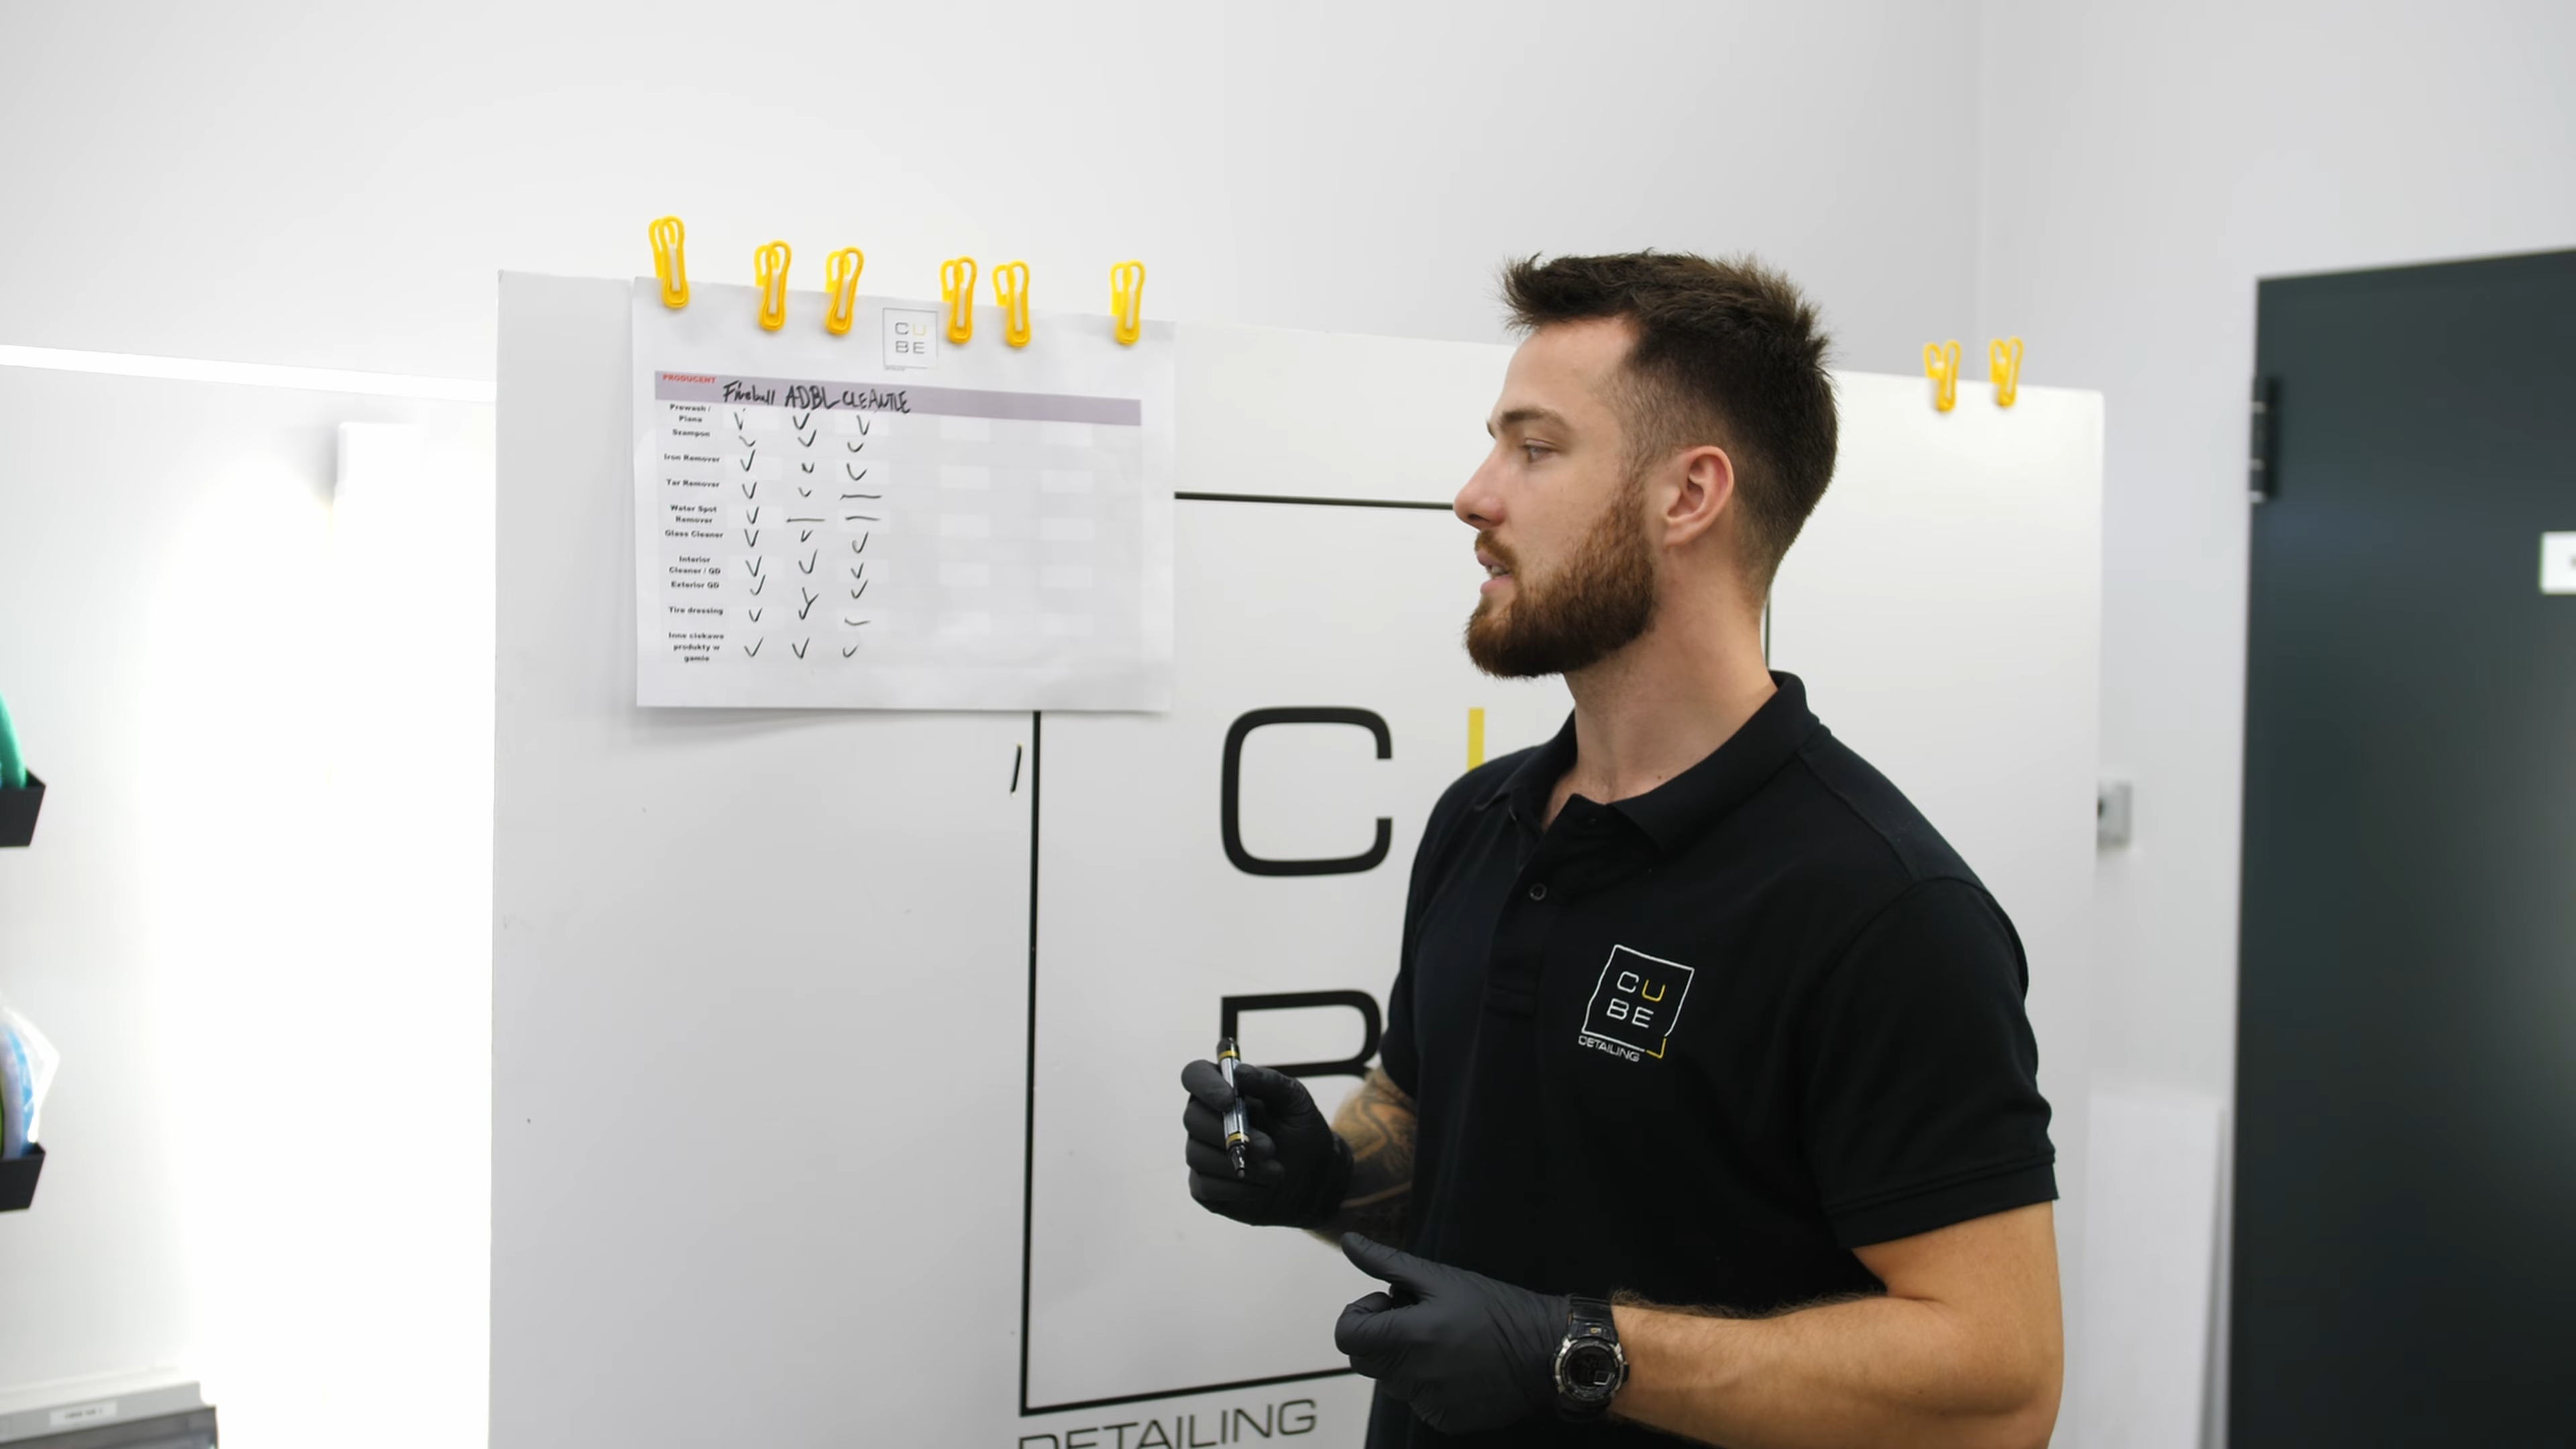 CU
BE
PRODUCENT Fireball ADBL CLEANTLE
Prewash /
Piana
Szampon
Iron Remover
Tar Remover
Water Spot
Remover
Glass Cleaner
Interior
Cleaner / QD
Exterior QD
Tire dressing
Inne ciekawe
produkty w
gamie
C
B
DETAILING
CU
BE
DETAILING